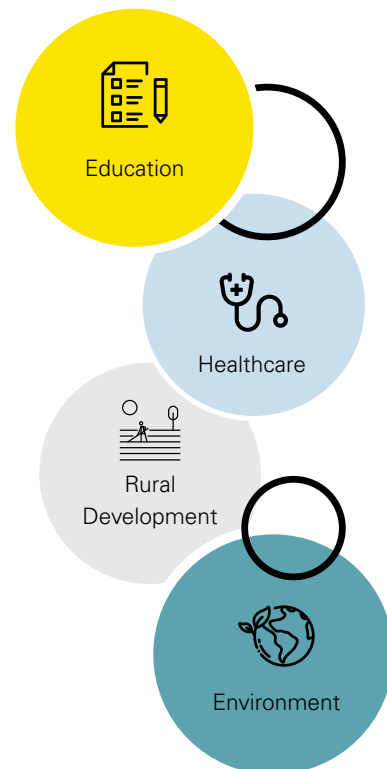 Education
Healthcare
Rural
Development
Environment